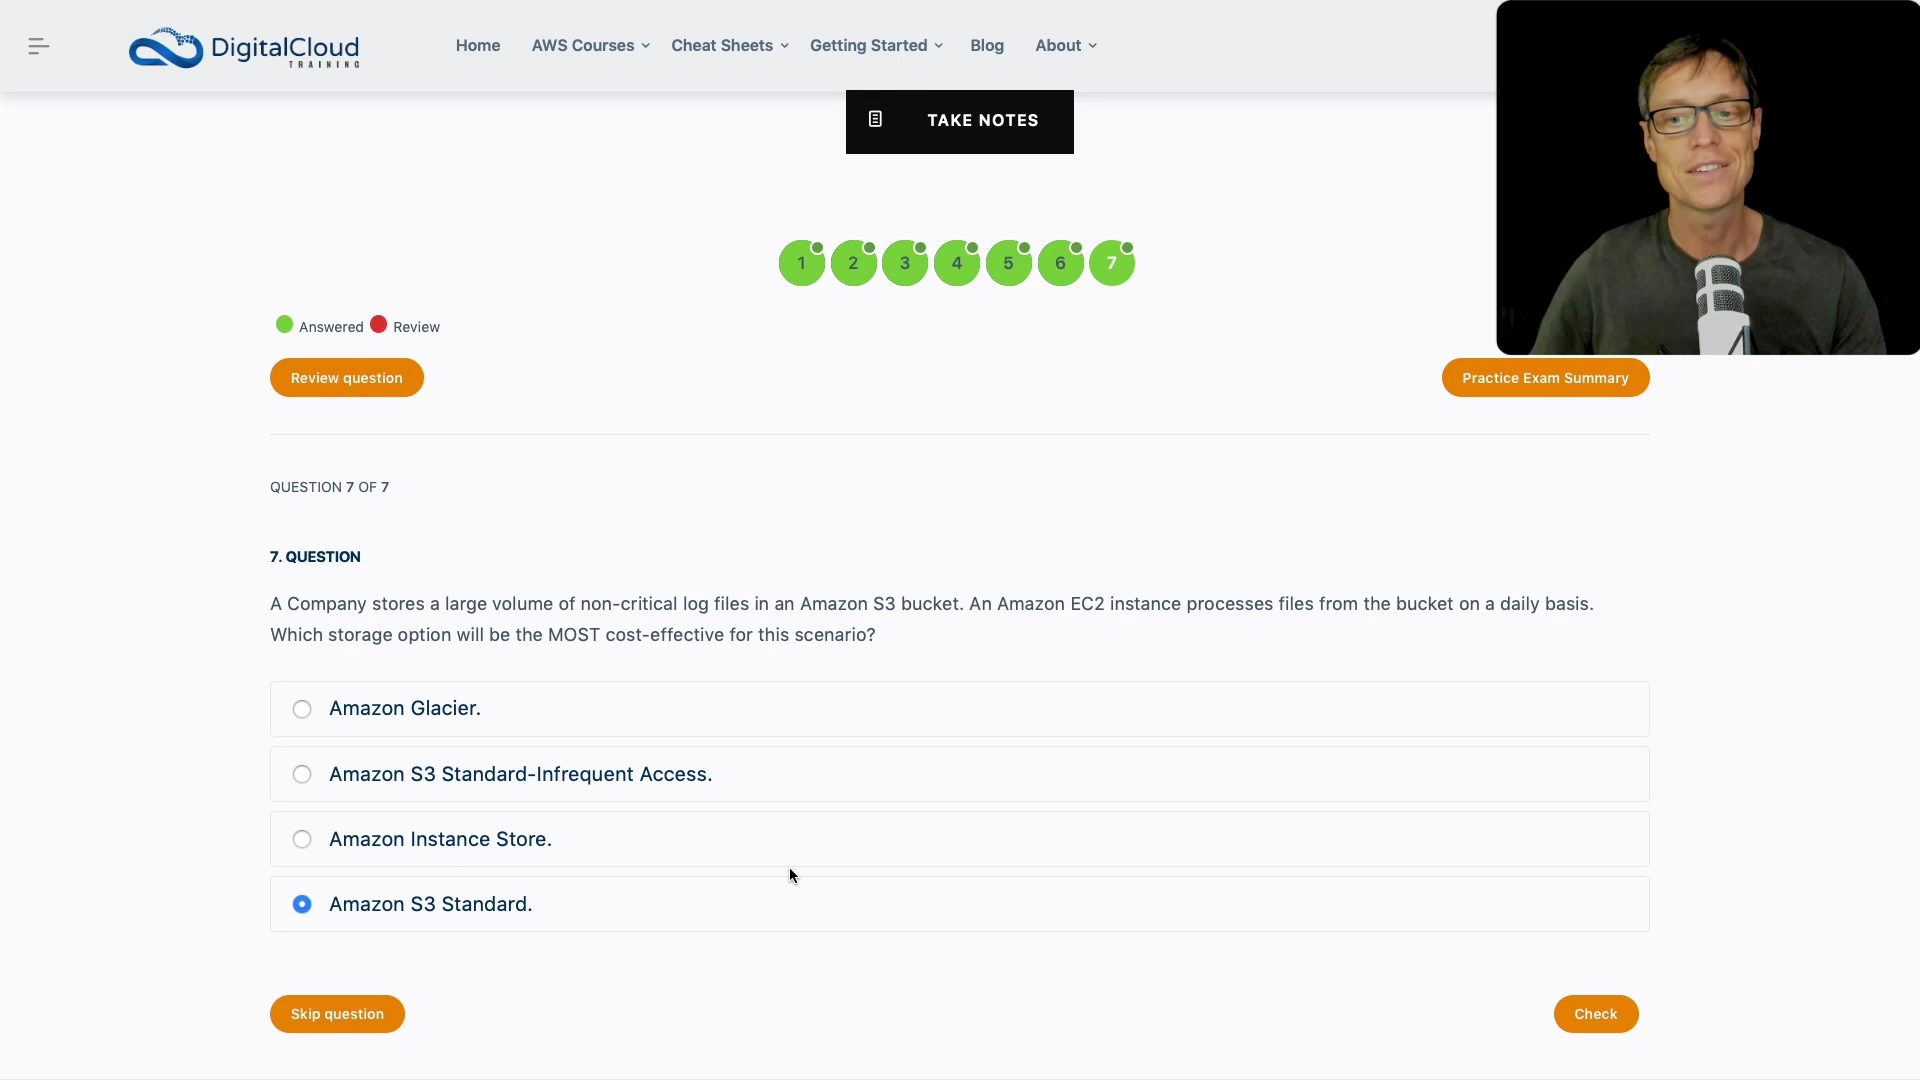 DigitalCloud
TRAINING
Home
AWS Courses
Cheat Sheets
Getting Started
Blog
About
TAKE NOTES
1 2 3 4 5 6 7
Answered Review
Review question
Practice Exam Summary
QUESTION 7 OF 7
7. QUESTION
A Company stores a large volume of non-critical log files in an Amazon S3 bucket. An Amazon EC2 instance processes files from the bucket on a daily basis.
Which storage option will be the MOST cost-effective for this scenario?
Amazon Glacier.
Amazon S3 Standard-Infrequent Access.
Amazon Instance Store.
Amazon S3 Standard.
Skip question
Check